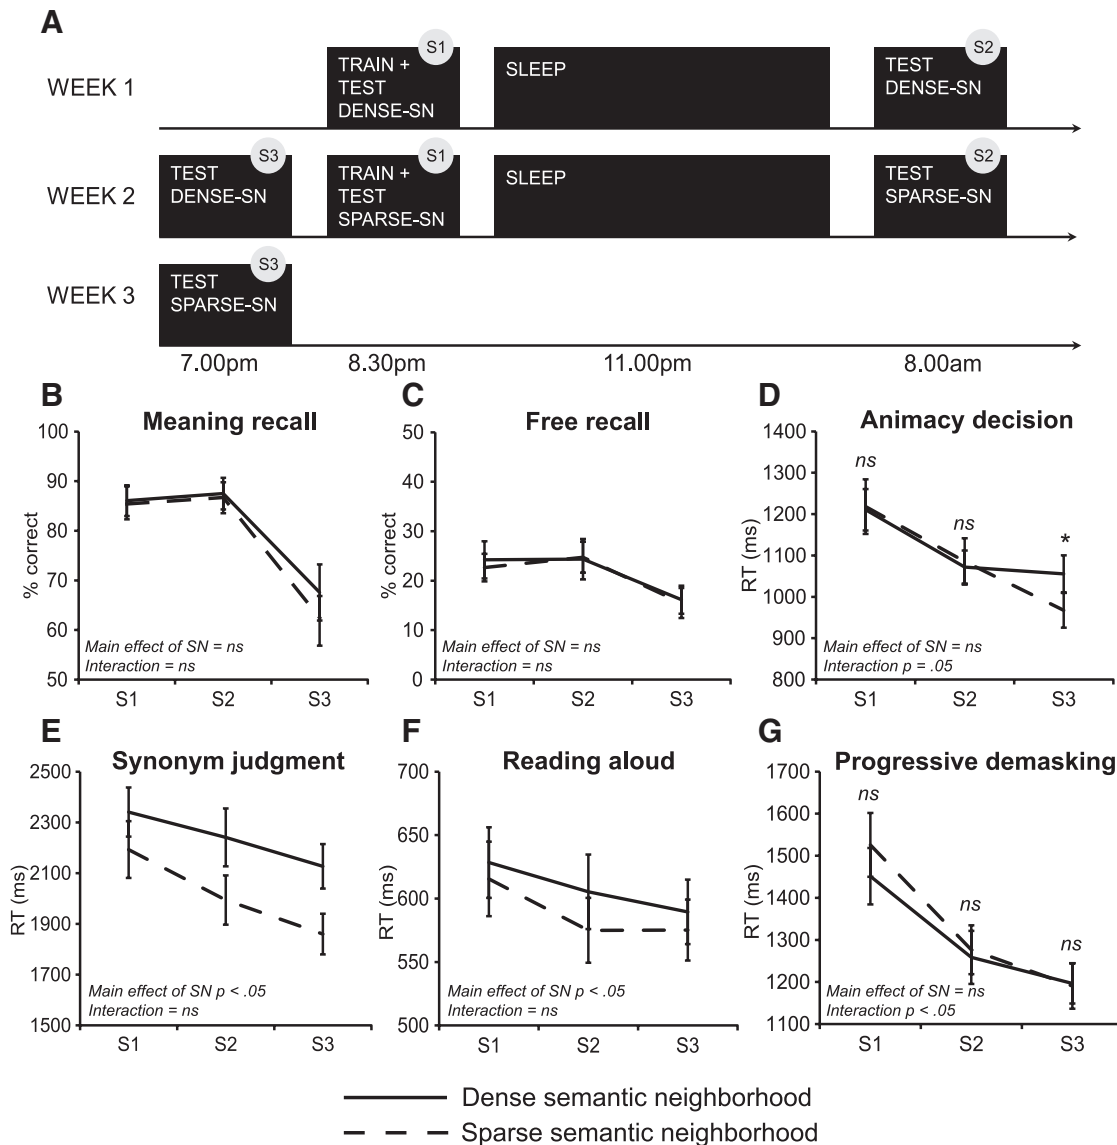 A
WEEK 1
TRAIN +
TEST
DENSE-SN
S1
SLEEP
TEST
DENSE-SN
S2
WEEK 2
TEST
DENSE-SN
S3
TRAIN +
TEST
SPARSE-SN
S1
SLEEP
TEST
SPARSE-SN
S2
WEEK 3
TEST
SPARSE-SN
S3
7.00pm
8.30pm
11.00pm
8.00am
B
Meaning recall
% correct
100
90
80
70
60
50
Main effect of SN = ns
Interaction = ns
S1
S2
S3
C
Free recall
% correct
50
40
30
20
10
0
Main effect of SN = ns
Interaction = ns
S1
S2
S3
D
Animacy decision
RT (ms)
1400
1300
1200
1100
1000
900
800
ns
ns
*
Main effect of SN = ns
Interaction p = .05
S1
S2
S3
E
Synonym judgment
RT (ms)
2500
2300
2100
1900
1700
1500
Main effect of SN p < .05
Interaction = ns
S1
S2
S3
F
Reading aloud
RT (ms)
700
650
600
550
500
Main effect of SN p < .05
Interaction = ns
S1
S2
S3
G
Progressive demasking
RT (ms)
1700
1600
1500
1400
1300
1200
1100
ns
ns
ns
Main effect of SN = ns
Interaction p < .05
S1
S2
S3
Dense semantic neighborhood
Sparse semantic neighborhood